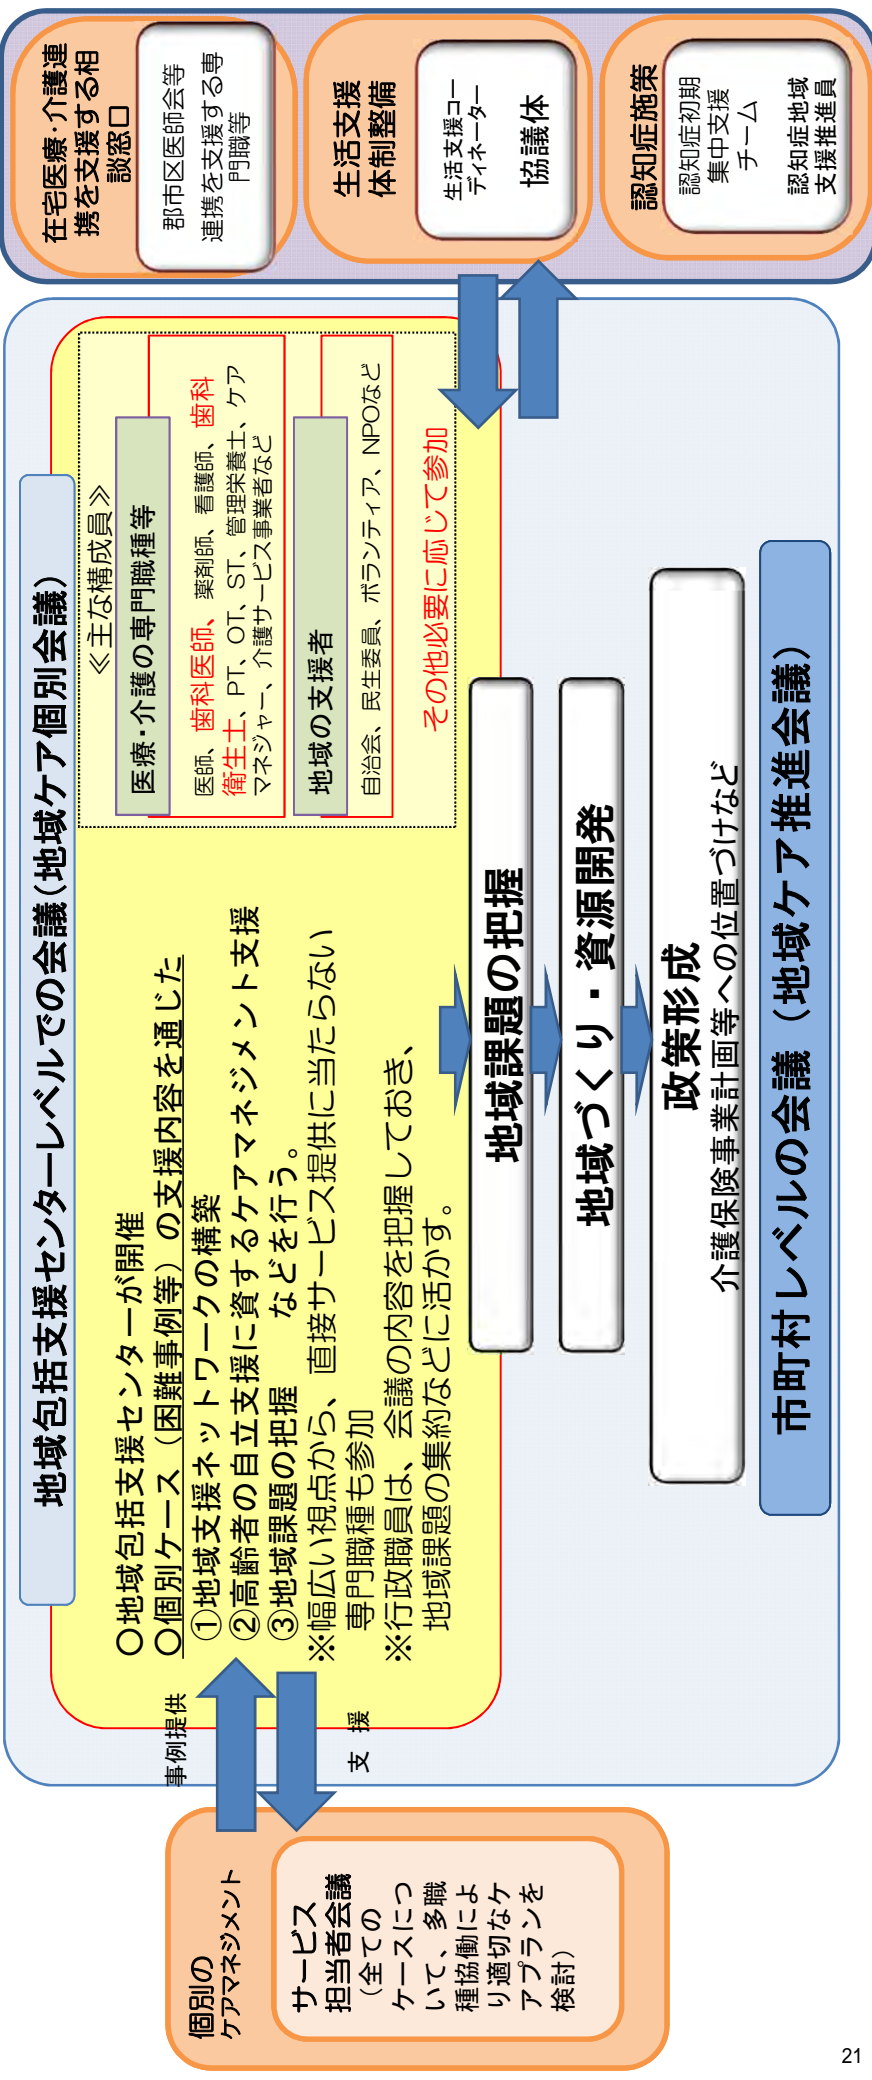 地域包括支援センターレベルでの会議(地域ケア個別会議)
〇地域包括支援センターが開催
〇個別ケース（困難事例等）の支援内容を通じた
①地域支援ネットワークの構築
②高齢者の自立支援に資するケアマネジメント支援
③地域課題の把握　などを行う。
※幅広い視点から、直接サービス提供に当たらない
専門職種も参加
※行政職員は、会議の内容を把握しておき、
地域課題の集約などに活かす。
≪主な構成員≫
医療・介護の専門職種等
医師、歯科医師、薬剤師、看護師、歯科
衛生士、PT、OT、ST、管理栄養士、ケア
マネジャー、介護サービス事業者など
地域の支援者
自治会、民生委員、ボランティア、NPOなど
その他必要に応じて参加
事例提供
支　援
個別の
ケアマネジメント
サービス
担当者会議
（全ての
ケースにつ
いて、多職
種協働によ
り適切なケ
アプランを
検討）
地域課題の把握
地域づくり・資源開発
政策形成
介護保険事業計画等への位置づけなど
市町村レベルの会議（地域ケア推進会議）
在宅医療・介護連
携を支援する相
談窓口
郡市区医師会等
連携を支援する専
門職等
生活支援
体制整備
生活支援コー
ディネーター
協議体
認知症施策
認知症初期
集中支援
チーム
認知症地域
支援推進員
21